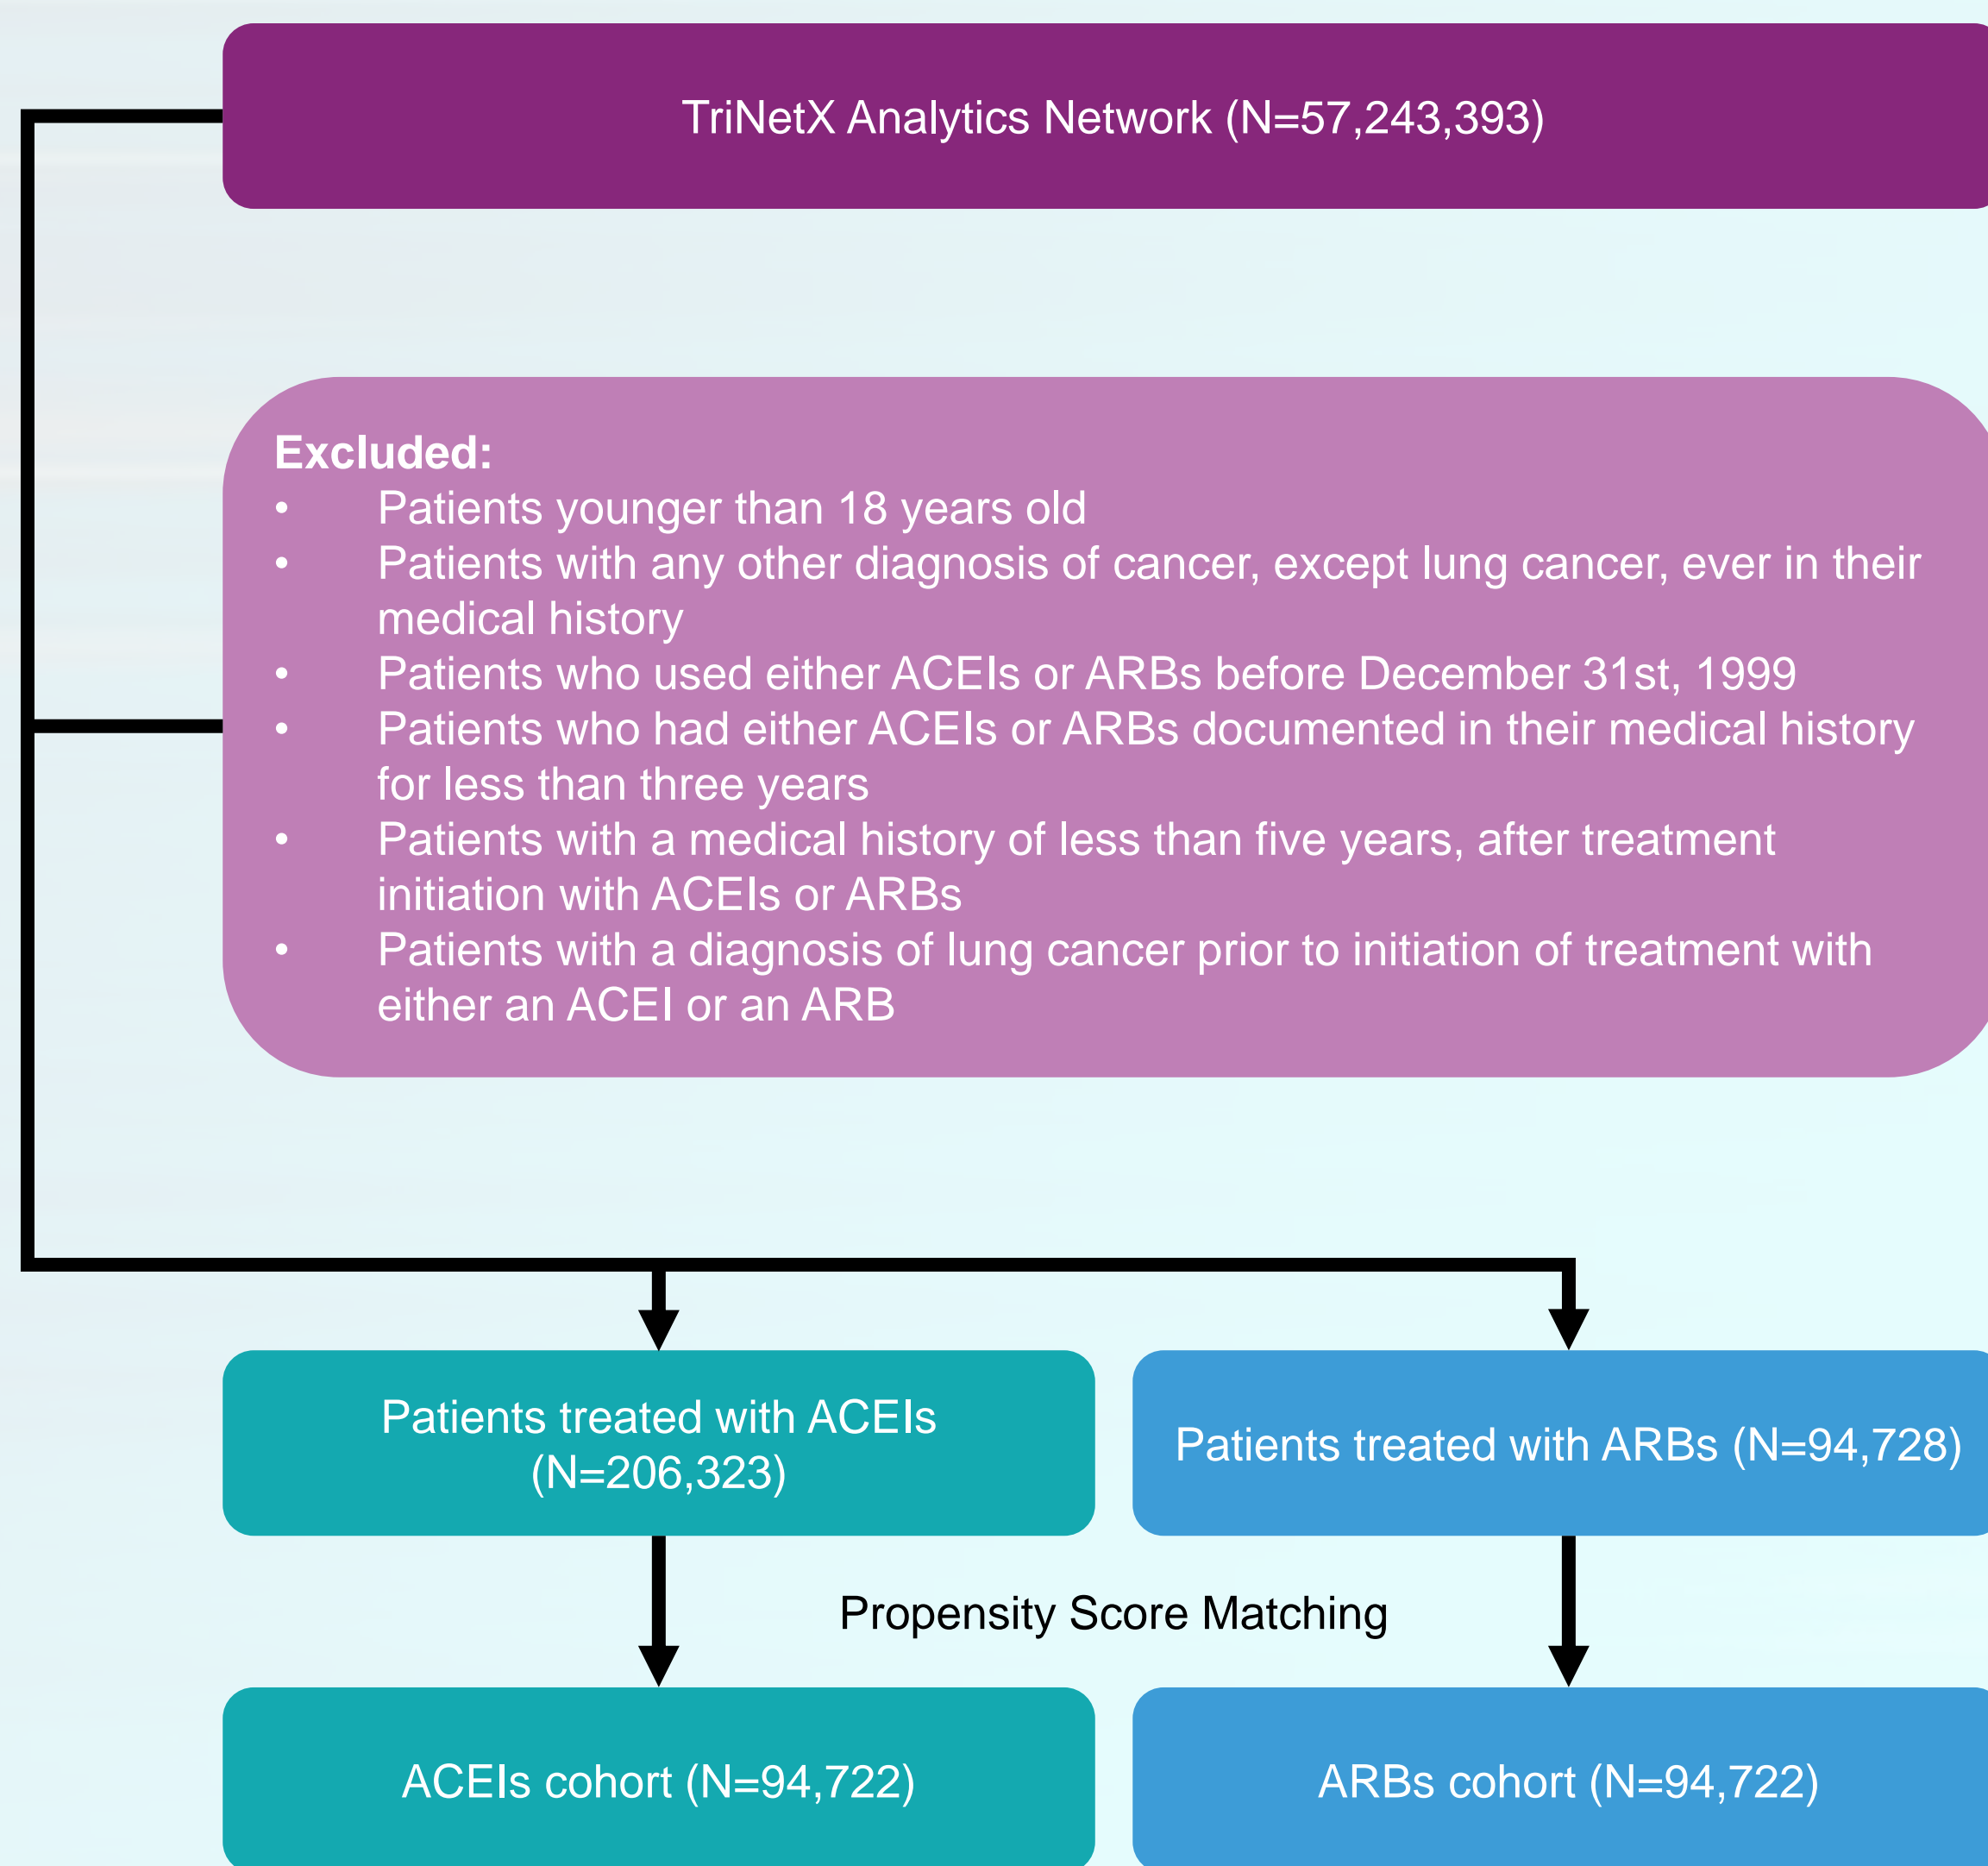 TriNetX Analytics Network (N=57,243,393)
Excluded:
• Patients younger than 18 years old
• Patients with any other diagnosis of cancer, except lung cancer, ever in their
medical history
• Patients who used either ACEIs or ARBs before December 31st, 1999
• Patients who had either ACEIs or ARBs documented in their medical history
for less than three years
• Patients with a medical history of less than five years, after treatment
initiation with ACEIs or ARBs
• Patients with a diagnosis of lung cancer prior to initiation of treatment with
either an ACEI or an ARB
Patients treated with ACEIs
(N=206,323)
Patients treated with ARBs (N=94,728)
Propensity Score Matching
ACEIs cohort (N=94,722)
ARBs cohort (N=94,722)